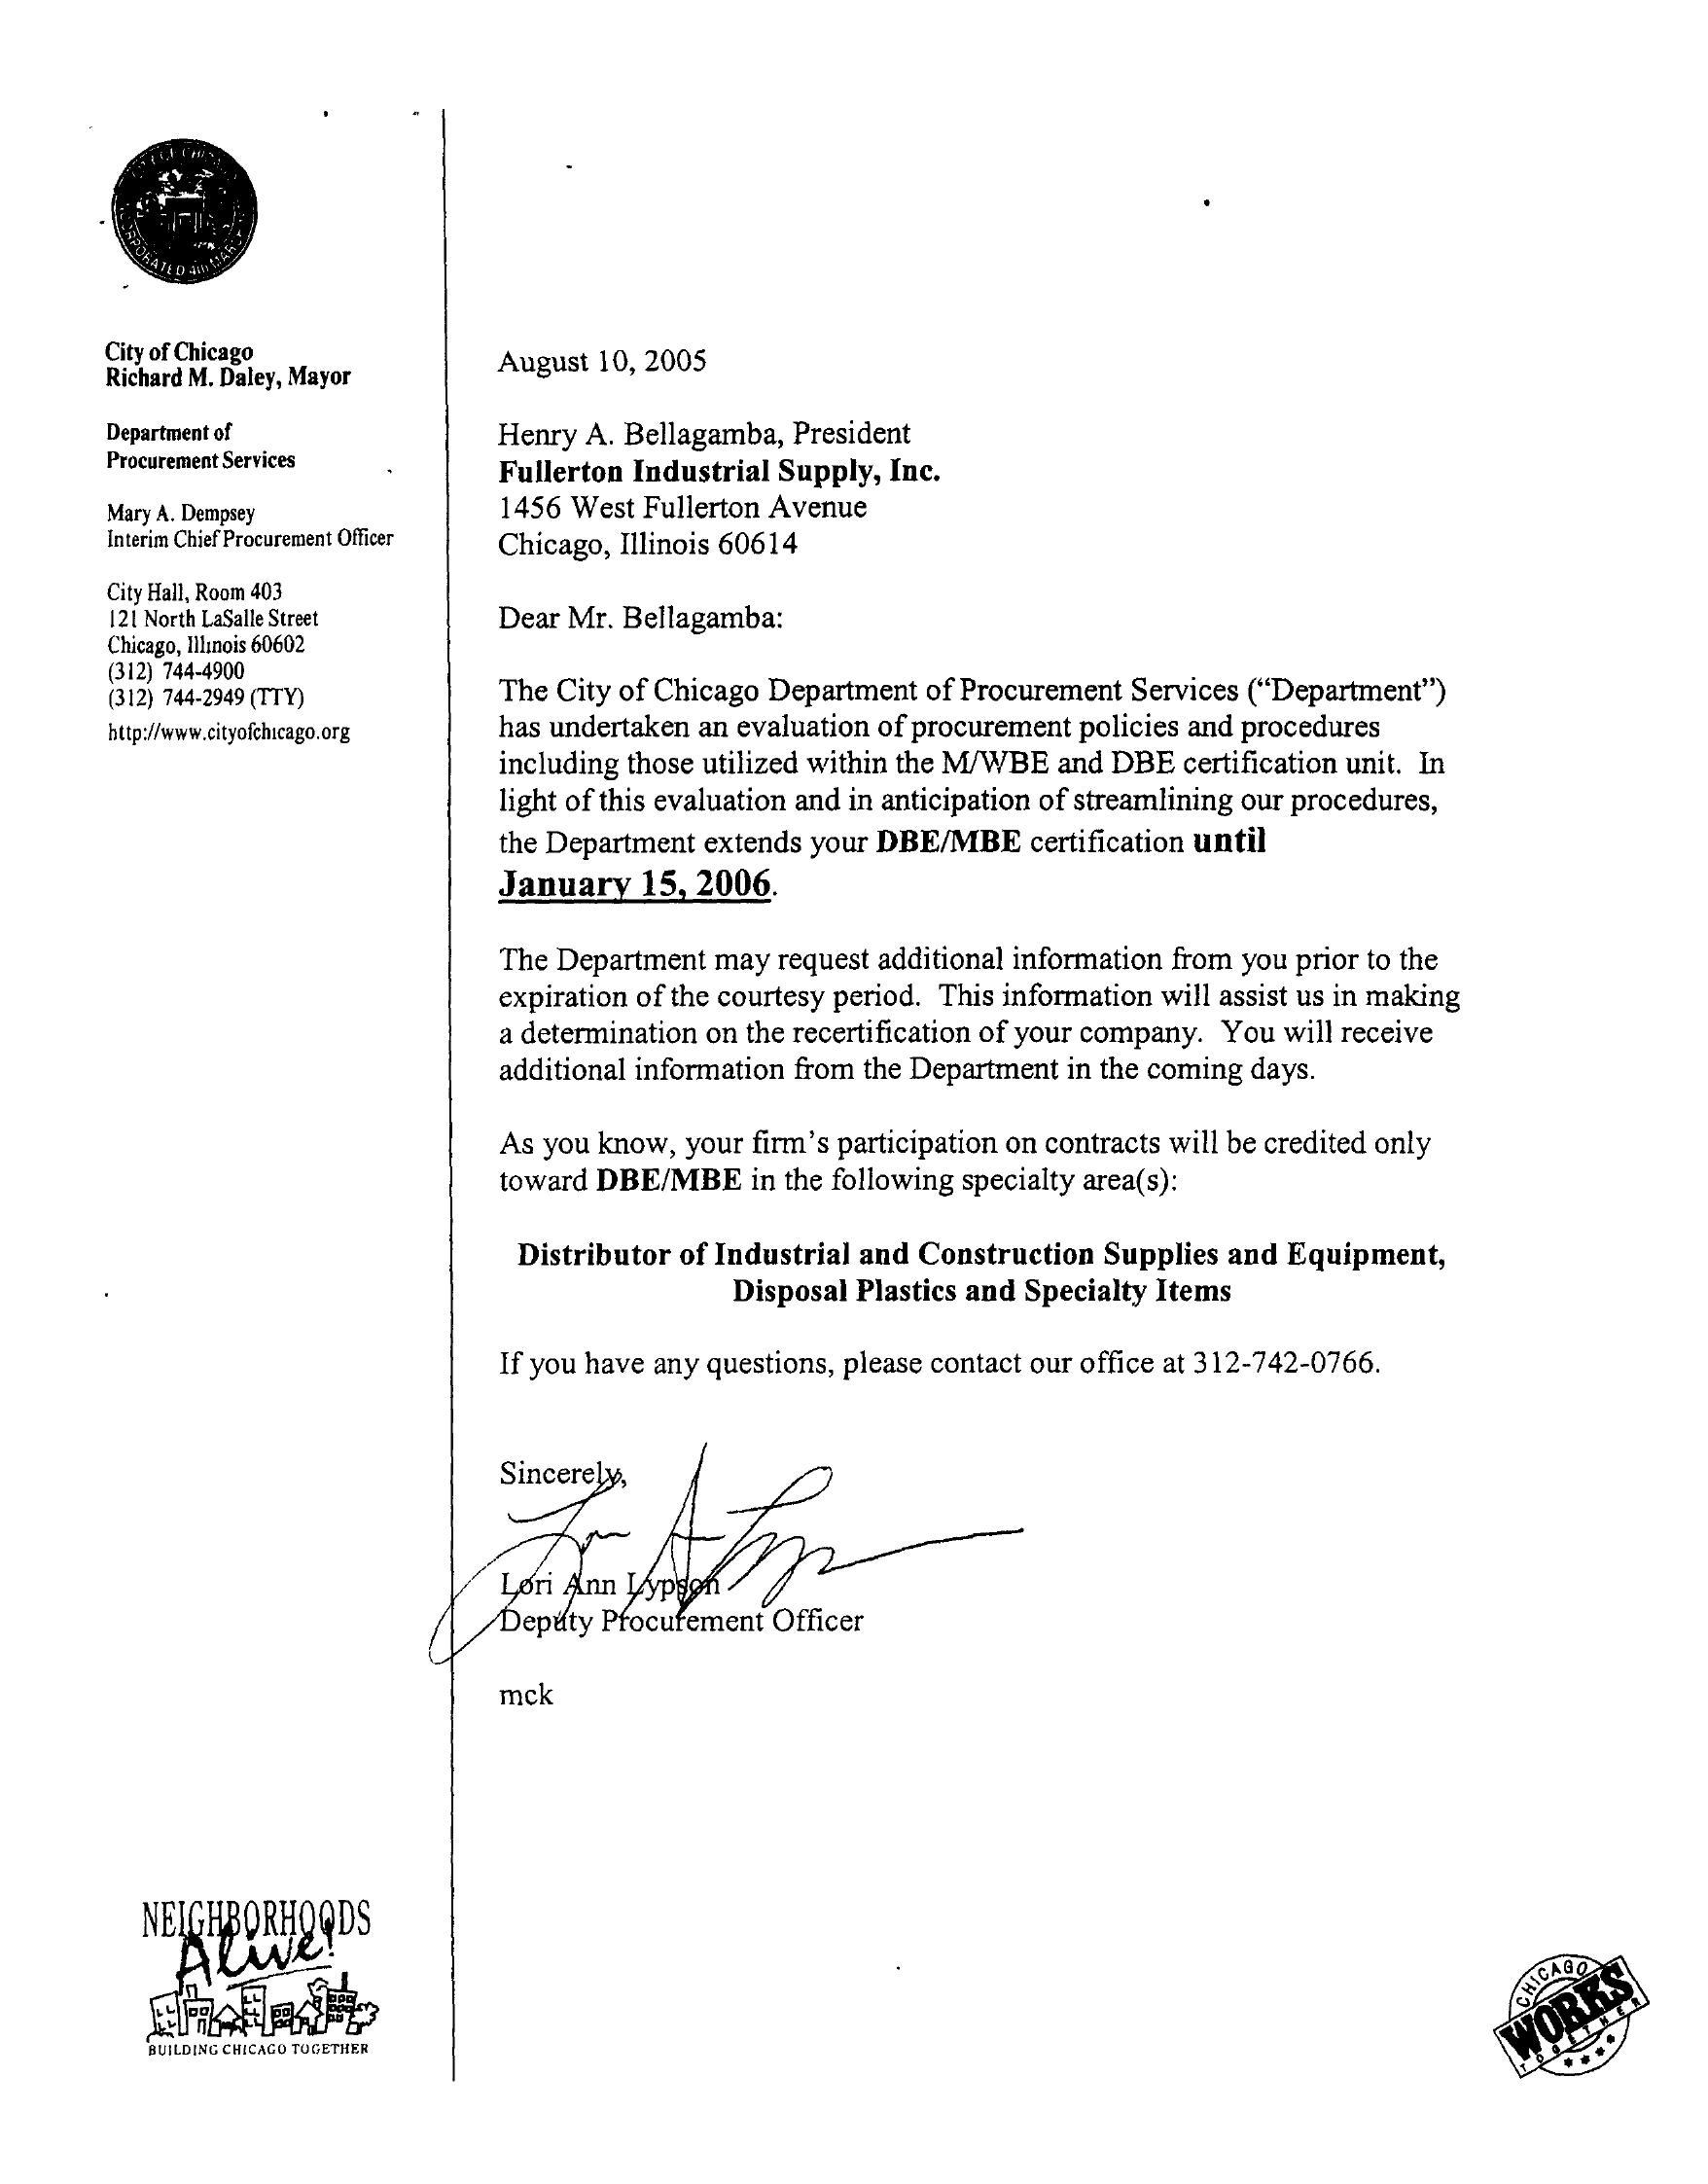 City of Chicago
Richard M. Daley, Mayor
Department of
Procurement Services
Mary A. Dempsey
Interim Chief Procurement Officer
City Hall, Room 403
121 North LaSalle Street
Chicago, Illinois 60602
(312) 744-4900
(312) 744-2949 (TTY)
http://www.cityofchicago.org
August 10, 2005
Henry A. Bellagamba, President
Fullerton Industrial Supply, Inc.
1456 West Fullerton Avenue
Chicago, Illinois 60614
Dear Mr. Bellagamba:
The City of Chicago Department of Procurement Services (“Department”)
has undertaken an evaluation of procurement policies and procedures
including those utilized within the M/WBE and DBE certification unit. In
light of this evaluation and in anticipation of streamlining our procedures,
the Department extends your DBE/MBE certification until
January 15, 2006.
The Department may request additional information from you prior to the
expiration of the courtesy period. This information will assist us in making
a determination on the recertification of your company. You will receive
additional information from the Department in the coming days.
As you know, your firm’s participation on contracts will be credited only
toward DBE/MBE in the following specialty area(s):
Distributor of Industrial and Construction Supplies and Equipment,
Disposal Plastics and Specialty Items
If you have any questions, please contact our office at 312-742-0766.
Sincerely,
Lori Ann Lypson
Deputy Procurement Officer
mck
NEIGHBORHOODS
Alive!
BUILDING CHICAGO TOGETHER
CHICAGO
WORKS
TOGETHER